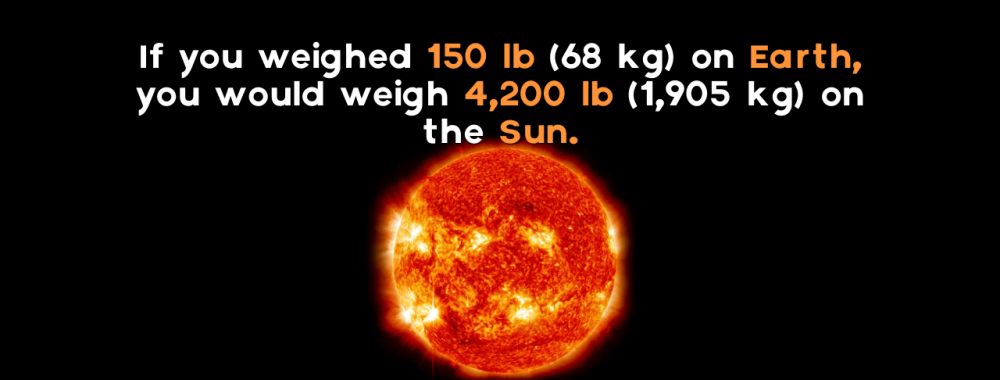 If you weighed 150 lb (68 kg) on Earth,
you would weigh 4,200 lb (1,905 kg) on
the Sun.